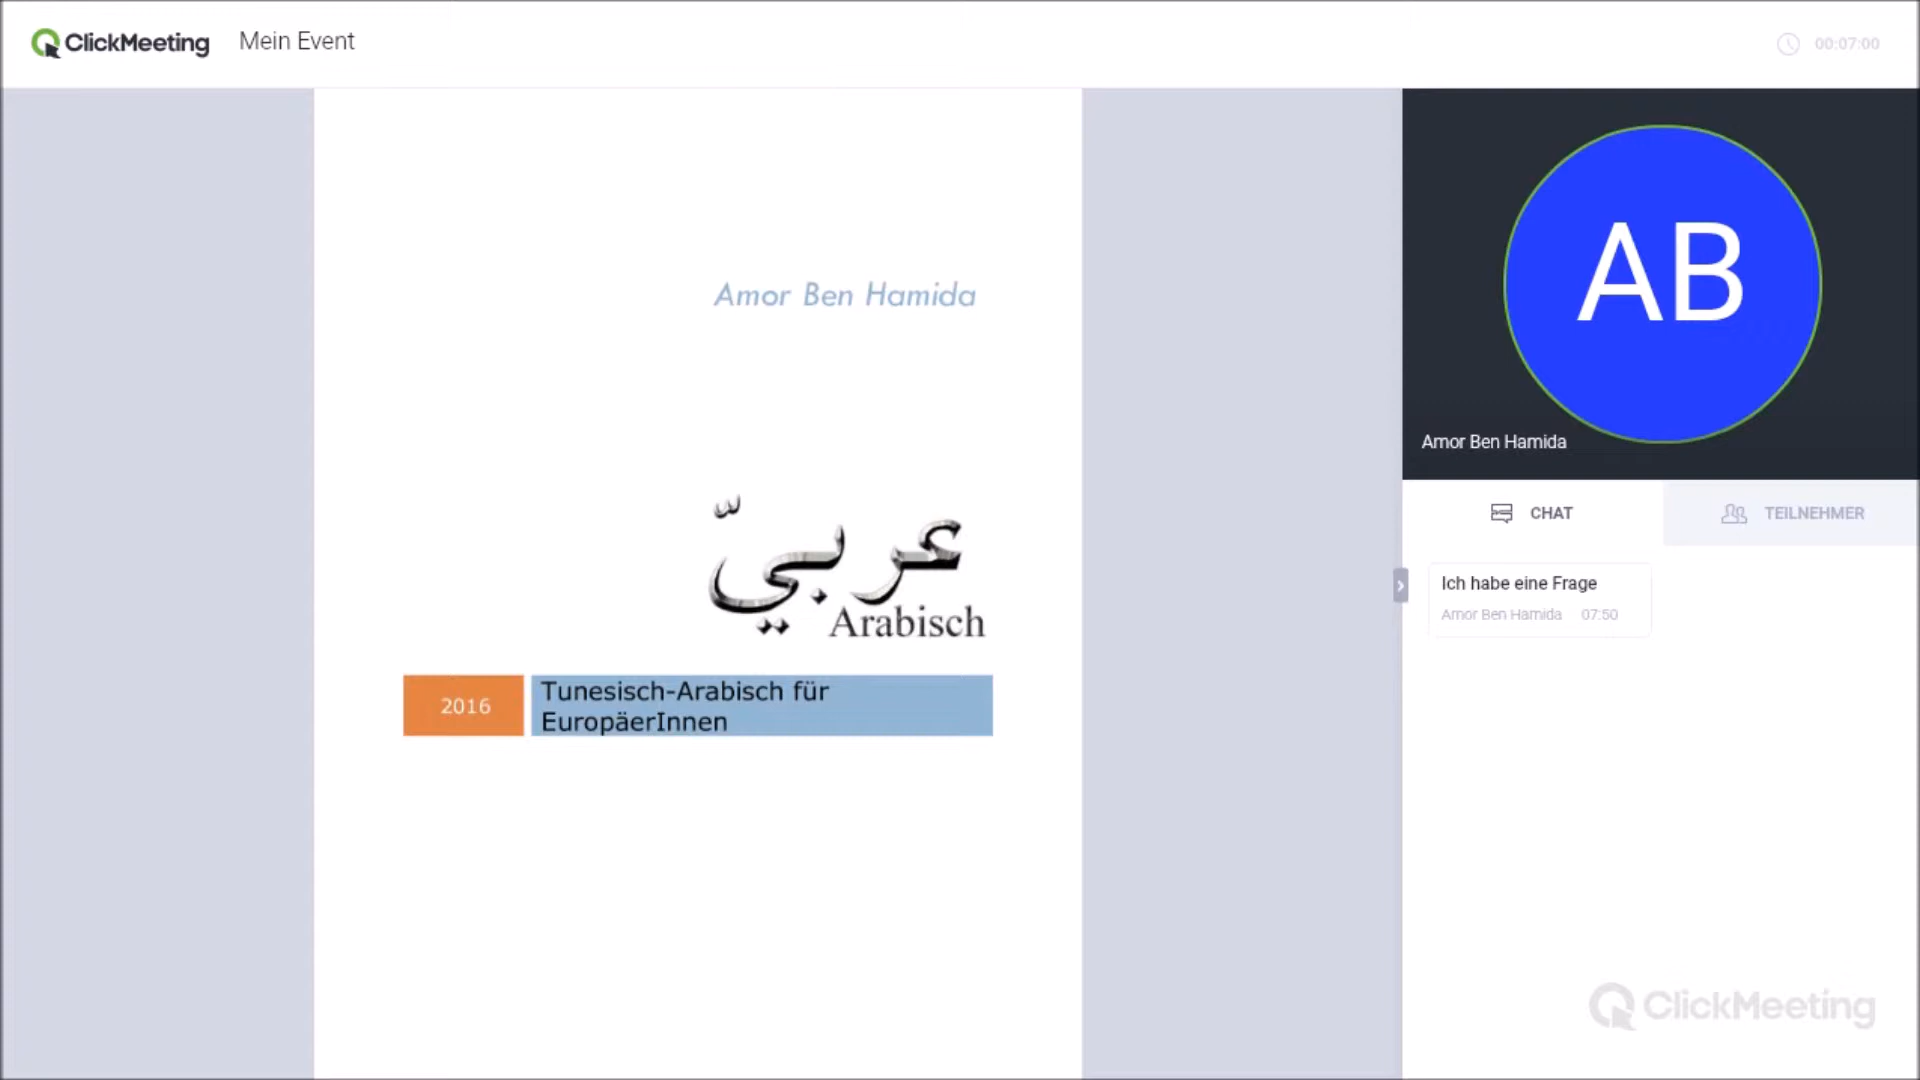 ClickMeeting Mein Event
00:07:00
Amor Ben Hamida
عربيّ
Arabisch
2016
Tunesisch-Arabisch für
EuropäerInnen
AB
Amor Ben Hamida
CHAT TEILNEHMER
Ich habe eine Frage
Amor Ben Hamida 07:50
ClickMeeting